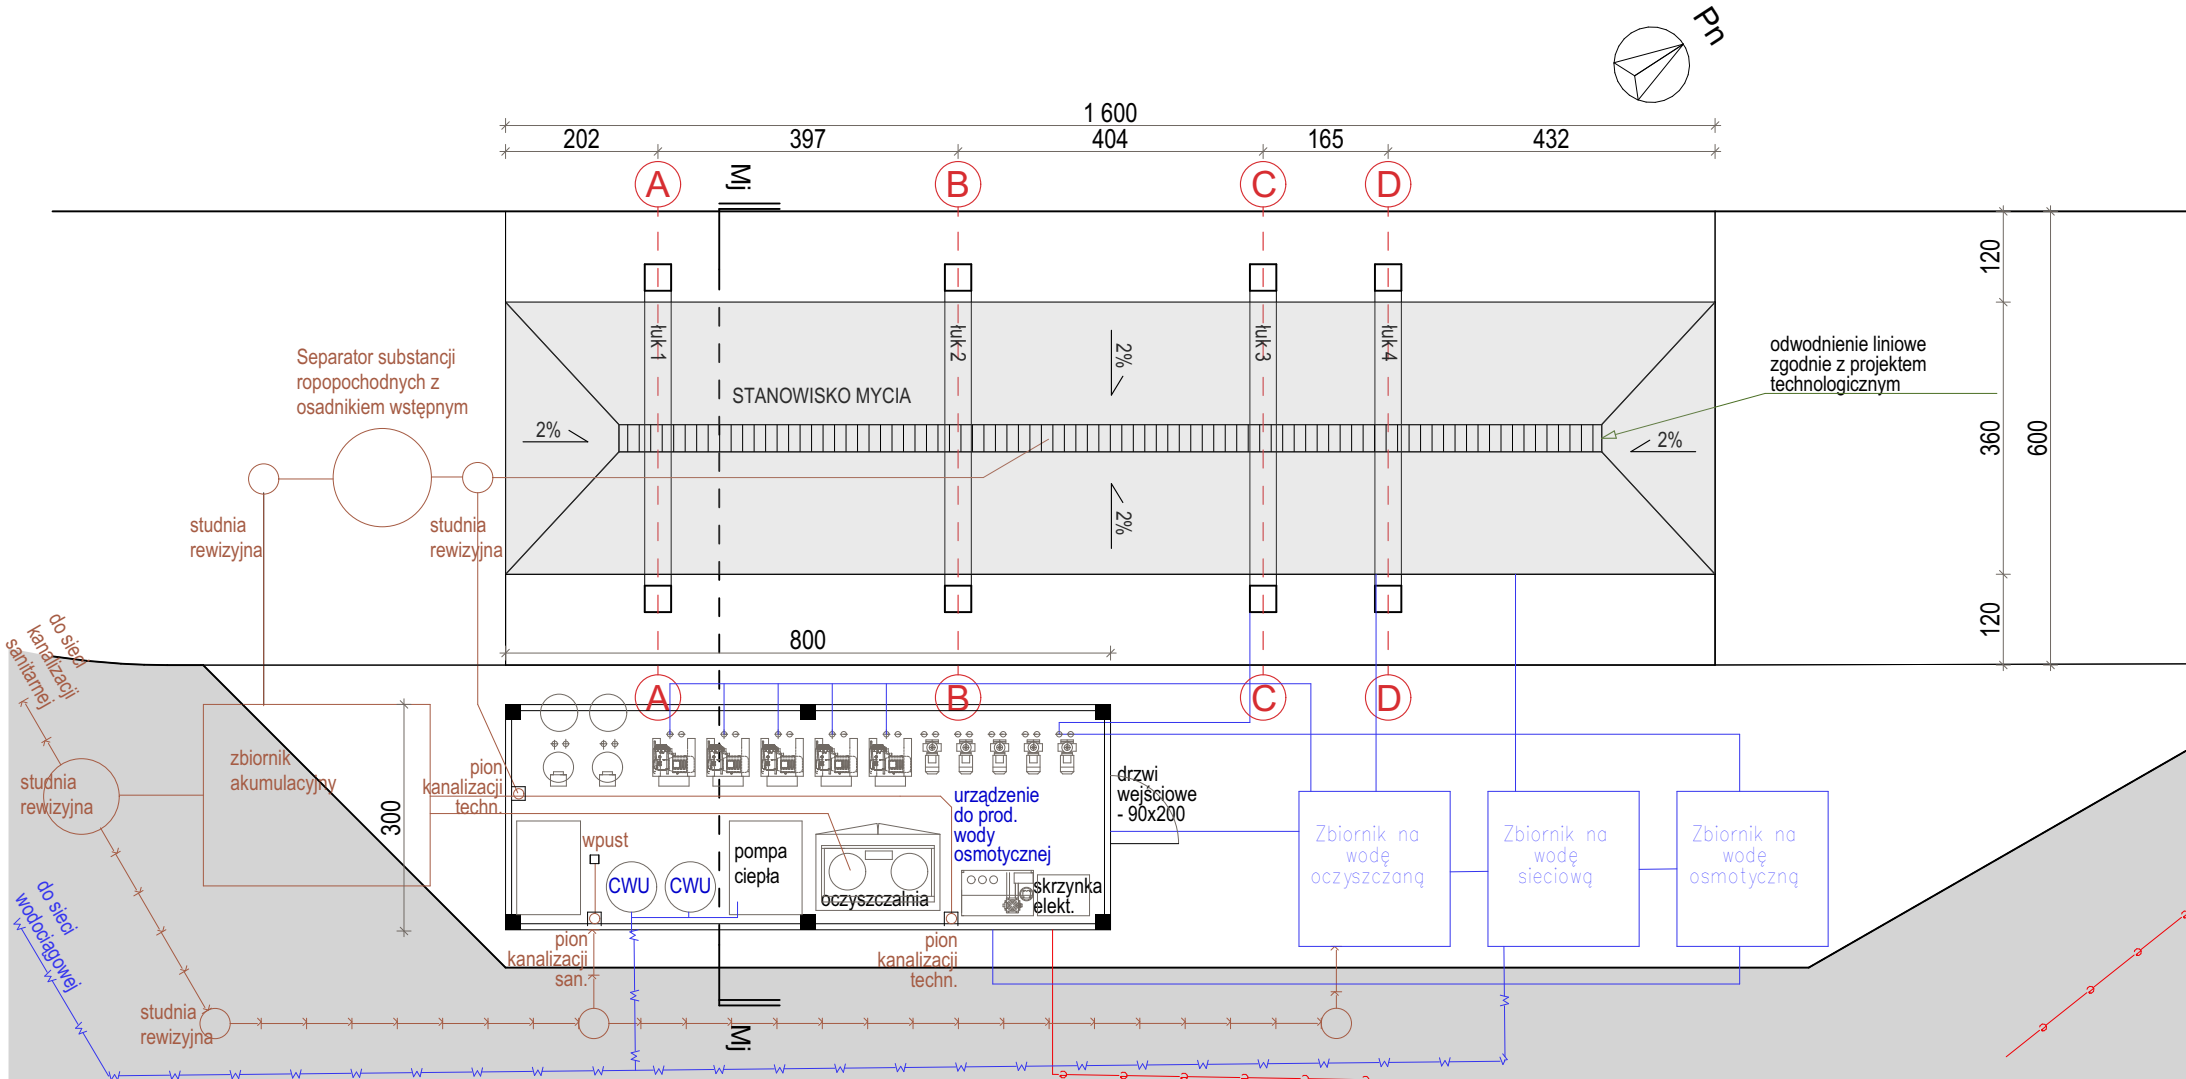 Pn
1 600
202
397
404
165
432
A
B
C
D
Mj
120
360
120
600
łuk 1
łuk 2
łuk 3
łuk 4
2%
STANOWISKO MYCIA
2%
2%
2%
odwodnienie liniowe
zgodnie z projektem
technologicznym
Separator substancji
ropopochodnych z
osadnikiem wstępnym
studnia
rewizyjna
studnia
rewizyjna
800
A
B
C
D
do sieci
kanalizacji
sanitarnej
studnia
rewizyjna
zbiornik
akumulacyjny
300
pion
kanalizacji
techn.
wpust
CWU
CWU
pompa
ciepła
oczyszczalnia
urządzenie
do prod.
wody
osmotycznej
skrzynka
elekt.
drzwi
wejściowe
- 90x200
Zbiornik na
wodę
oczyszczaną
Zbiornik na
wodę
sieciową
Zbiornik na
wodę
osmotyczną
do sieci
wodociągowej
pion
kanalizacji
san.
pion
kanalizacji
techn.
studnia
rewizyjna
Mj